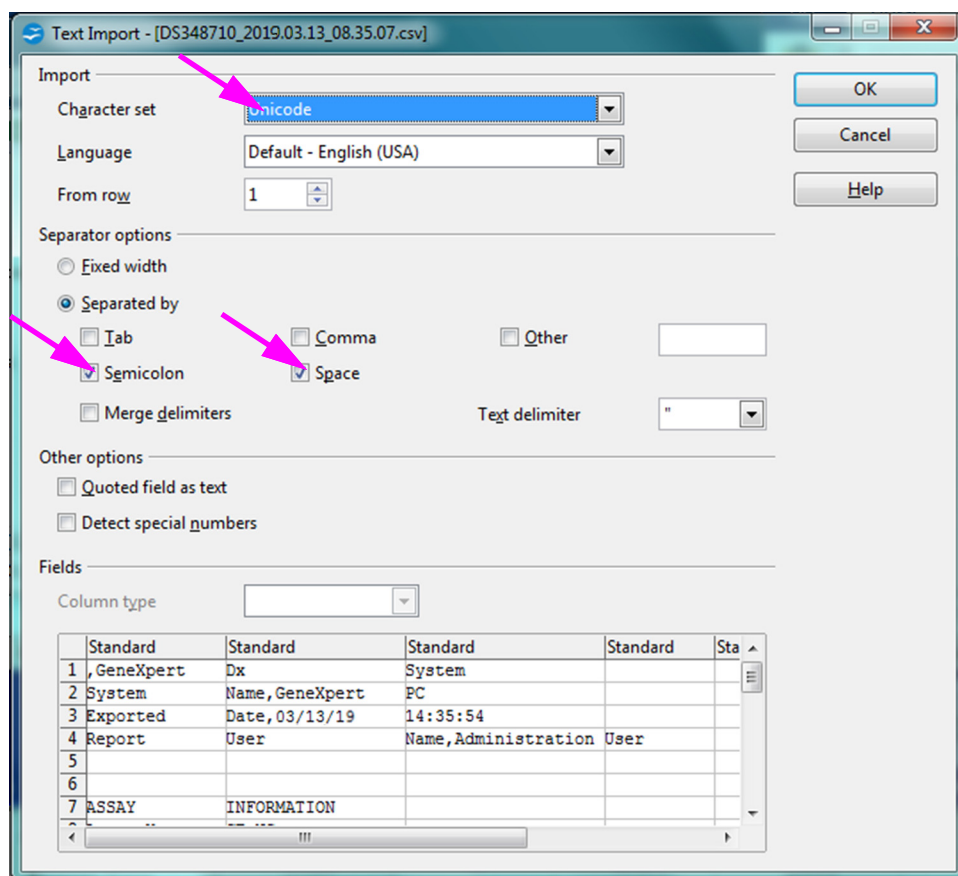 Text Import - [DS348710_2019.03.13_08.35.07.csv]
Import
Character set Unicode
OK
Language Default - English (USA)
Cancel
From row 1
Help
Separator options
Fixed width
Separated by
Tab Comma Other
Semicolon Space
Merge delimiters Text delimiter "
Other options
Quoted field as text
Detect special numbers
Fields
Column type
Standard Standard Standard Standard Sta
1 ,GeneXpert Dx System
2 System Name,GeneXpert PC
3 Exported Date,03/13/19 14:35:54
4 Report User Name,Administration User
5
6
7 ASSAY INFORMATION